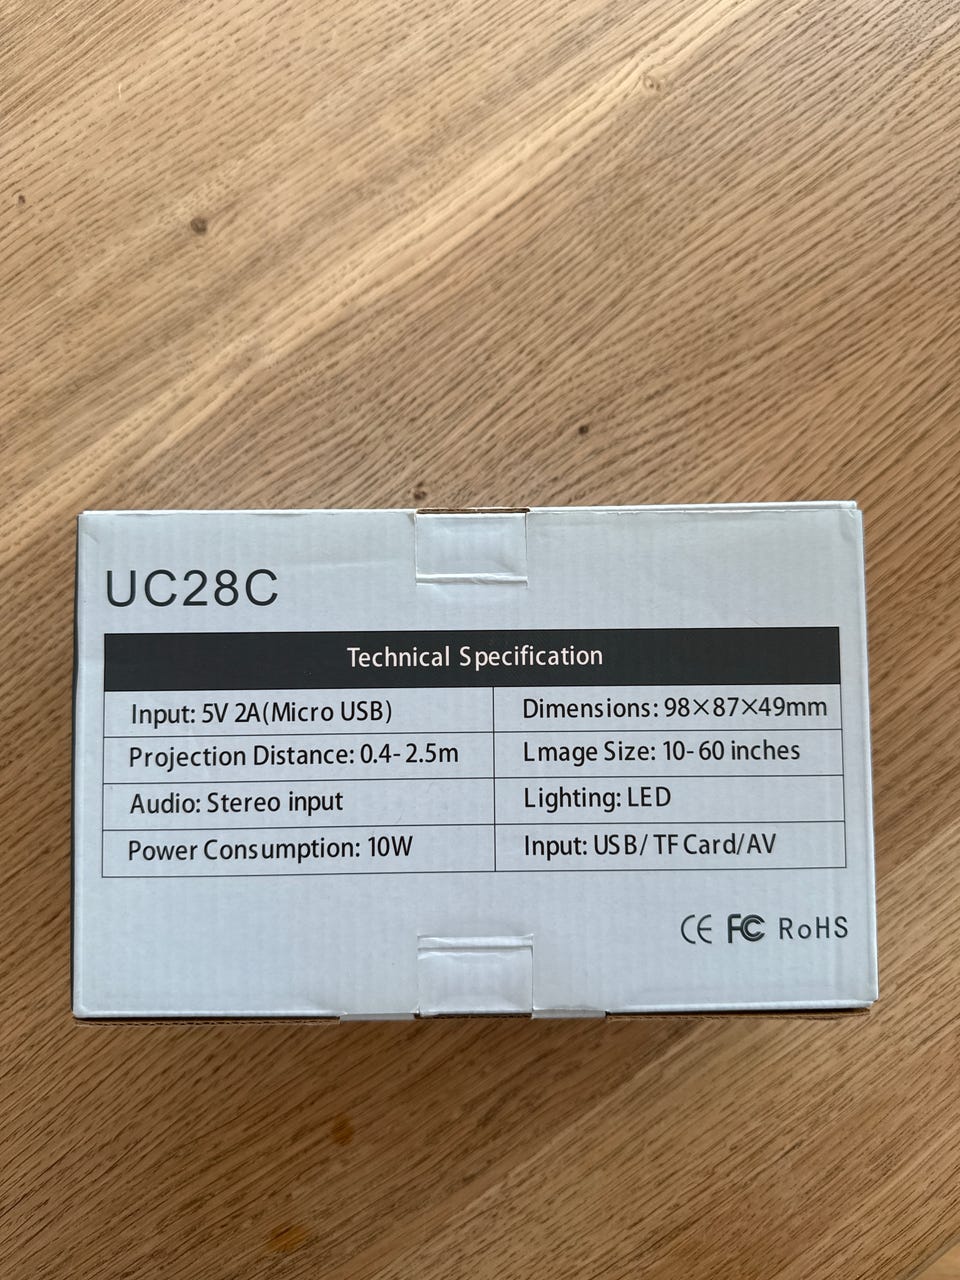 UC28C
Technical Specification
Input: 5V 2A(Micro USB)
Dimensions: 98×87×49mm
Projection Distance: 0.4-2.5m
Lmage Size: 10-60 inches
Audio: Stereo input
Lighting: LED
Power Consumption: 10W
Input: USB/ TF Card/AV
CE FC RoHS